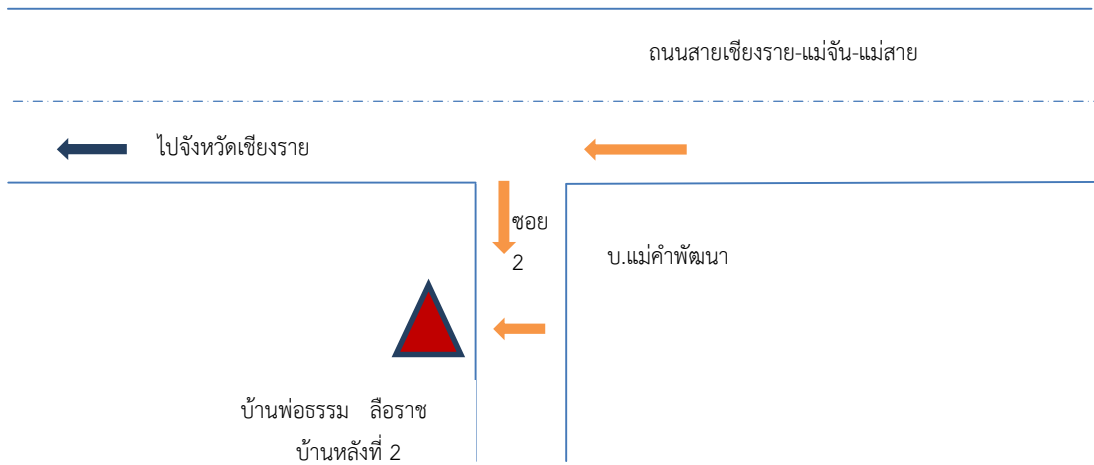 ถนนสายเชียงราย-แม่จัน-แม่สาย
ไปจังหวัดเชียงราย
ซอย
2
บ.แม่คำพัฒนา
บ้านพ่อธรรม ลือราช
บ้านหลังที่ 2